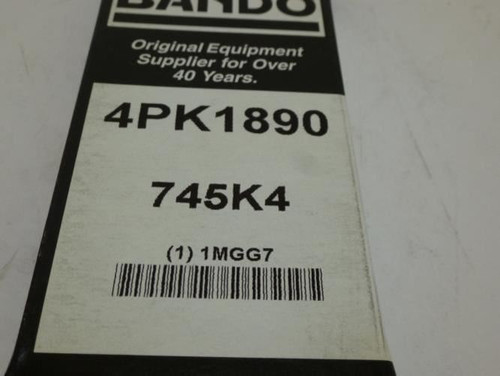 BANDO
Original Equipment
Supplier for Over
40 Years.
4PK1890
745K4
(1) 1MGG7